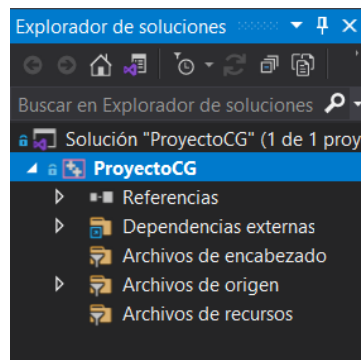 Explorador de soluciones
Buscar en Explorador de soluciones
Solución "ProyectoCG" (1 de 1 proy
ProyectoCG
Referencias
Dependencias externas
Archivos de encabezado
Archivos de origen
Archivos de recursos